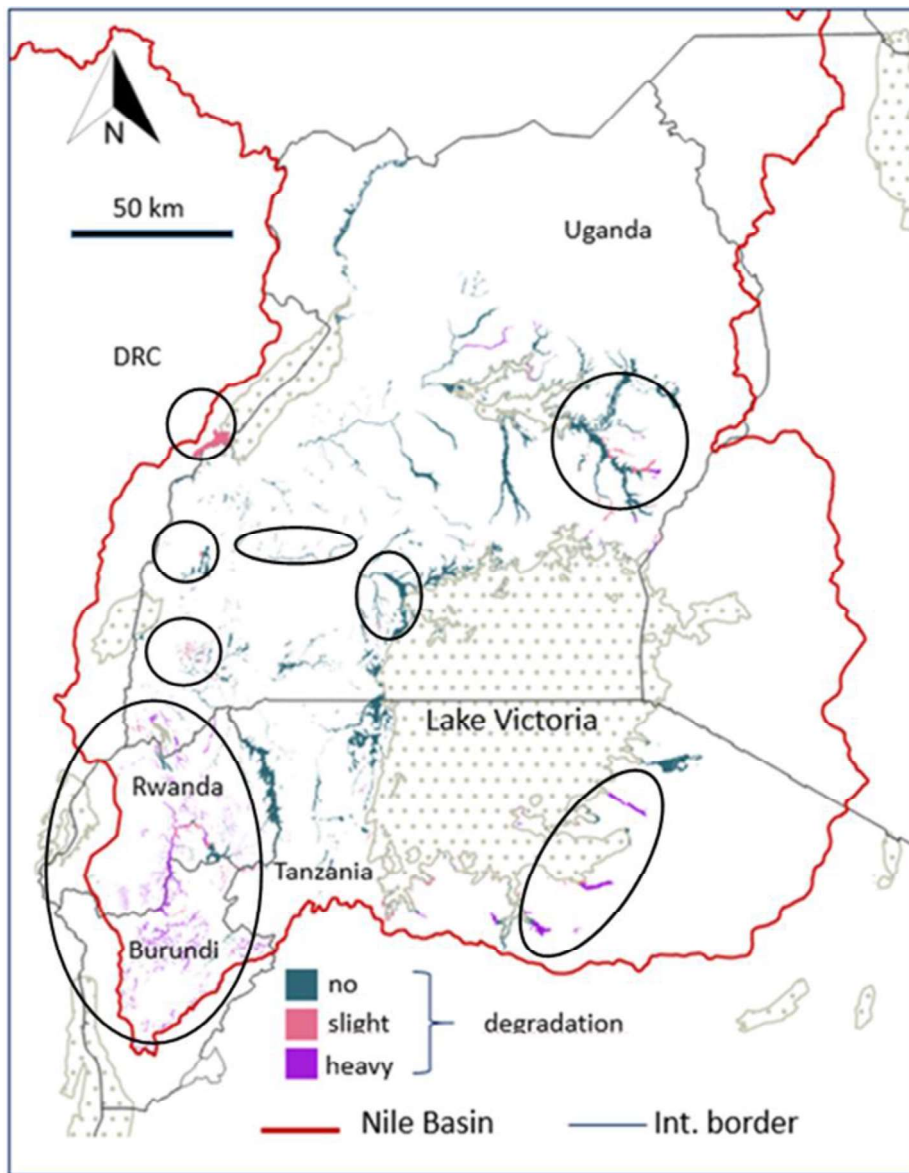 N
50 km
Uganda
DRC
Lake Victoria
Rwanda
Tanzania
Burundi
no
slight
degradation
heavy
Nile Basin
Int. border